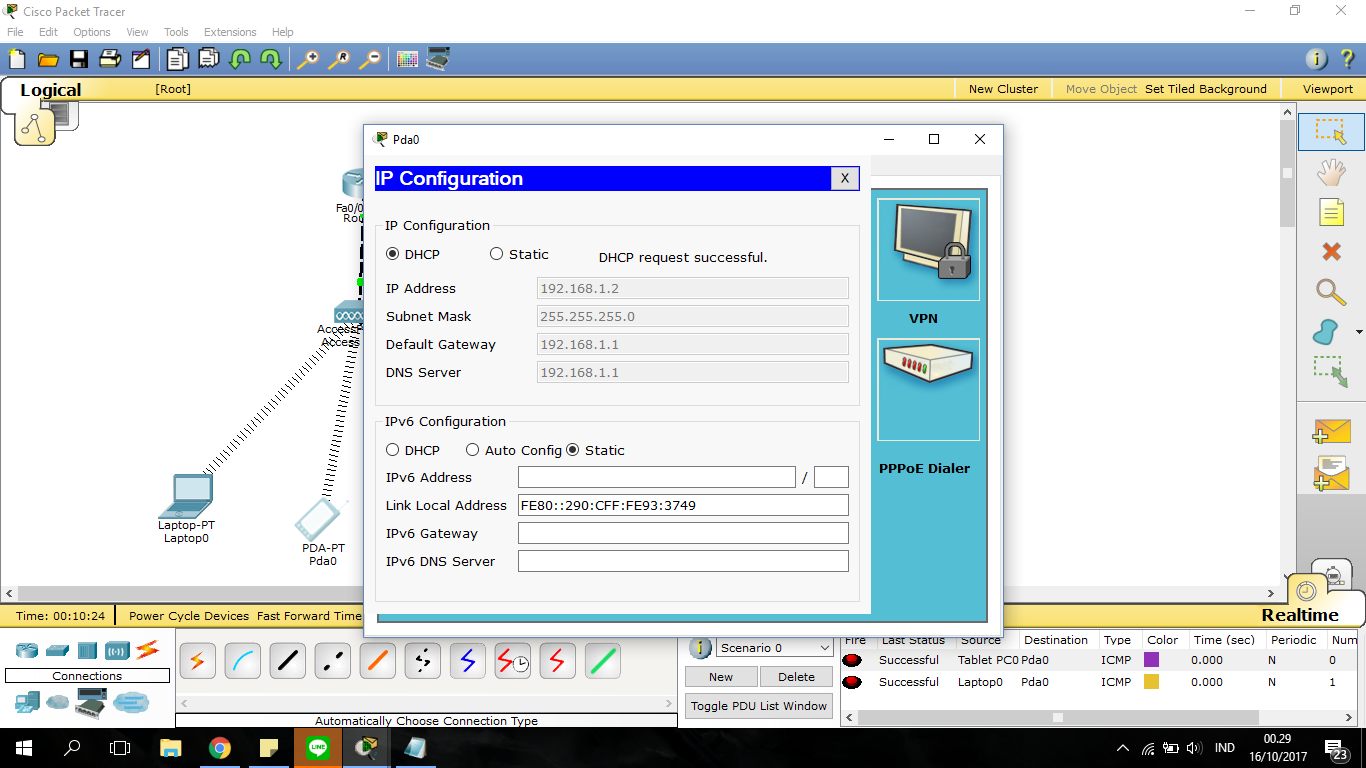 Cisco Packet Tracer
File Edit Options View Tools Extensions Help
Logical [Root] New Cluster Move Object Set Tiled Background Viewport
Pda0
IP Configuration X
IP Configuration
DHCP Static DHCP request successful.
IP Address 192.168.1.2
Subnet Mask 255.255.255.0
Default Gateway 192.168.1.1
DNS Server 192.168.1.1
IPv6 Configuration
DHCP Auto Config Static
IPv6 Address /
Link Local Address FE80::290:CFF:FE93:3749
IPv6 Gateway
IPv6 DNS Server
VPN
PPPoE Dialer
Fa0/0
Rou
Access
Access
Laptop-PT
Laptop0
PDA-PT
Pda0
Time: 00:10:24 Power Cycle Devices Fast Forward Time
Realtime
Connections
Automatically Choose Connection Type
Scenario 0
New Delete
Toggle PDU List Window
Fire Last Status Source Destination Type Color Time (sec) Periodic Num
Successful Tablet PC0 Pda0 ICMP 0.000 N 0
Successful Laptop0 Pda0 ICMP 0.000 N 1
IND
00.29
16/10/2017
23